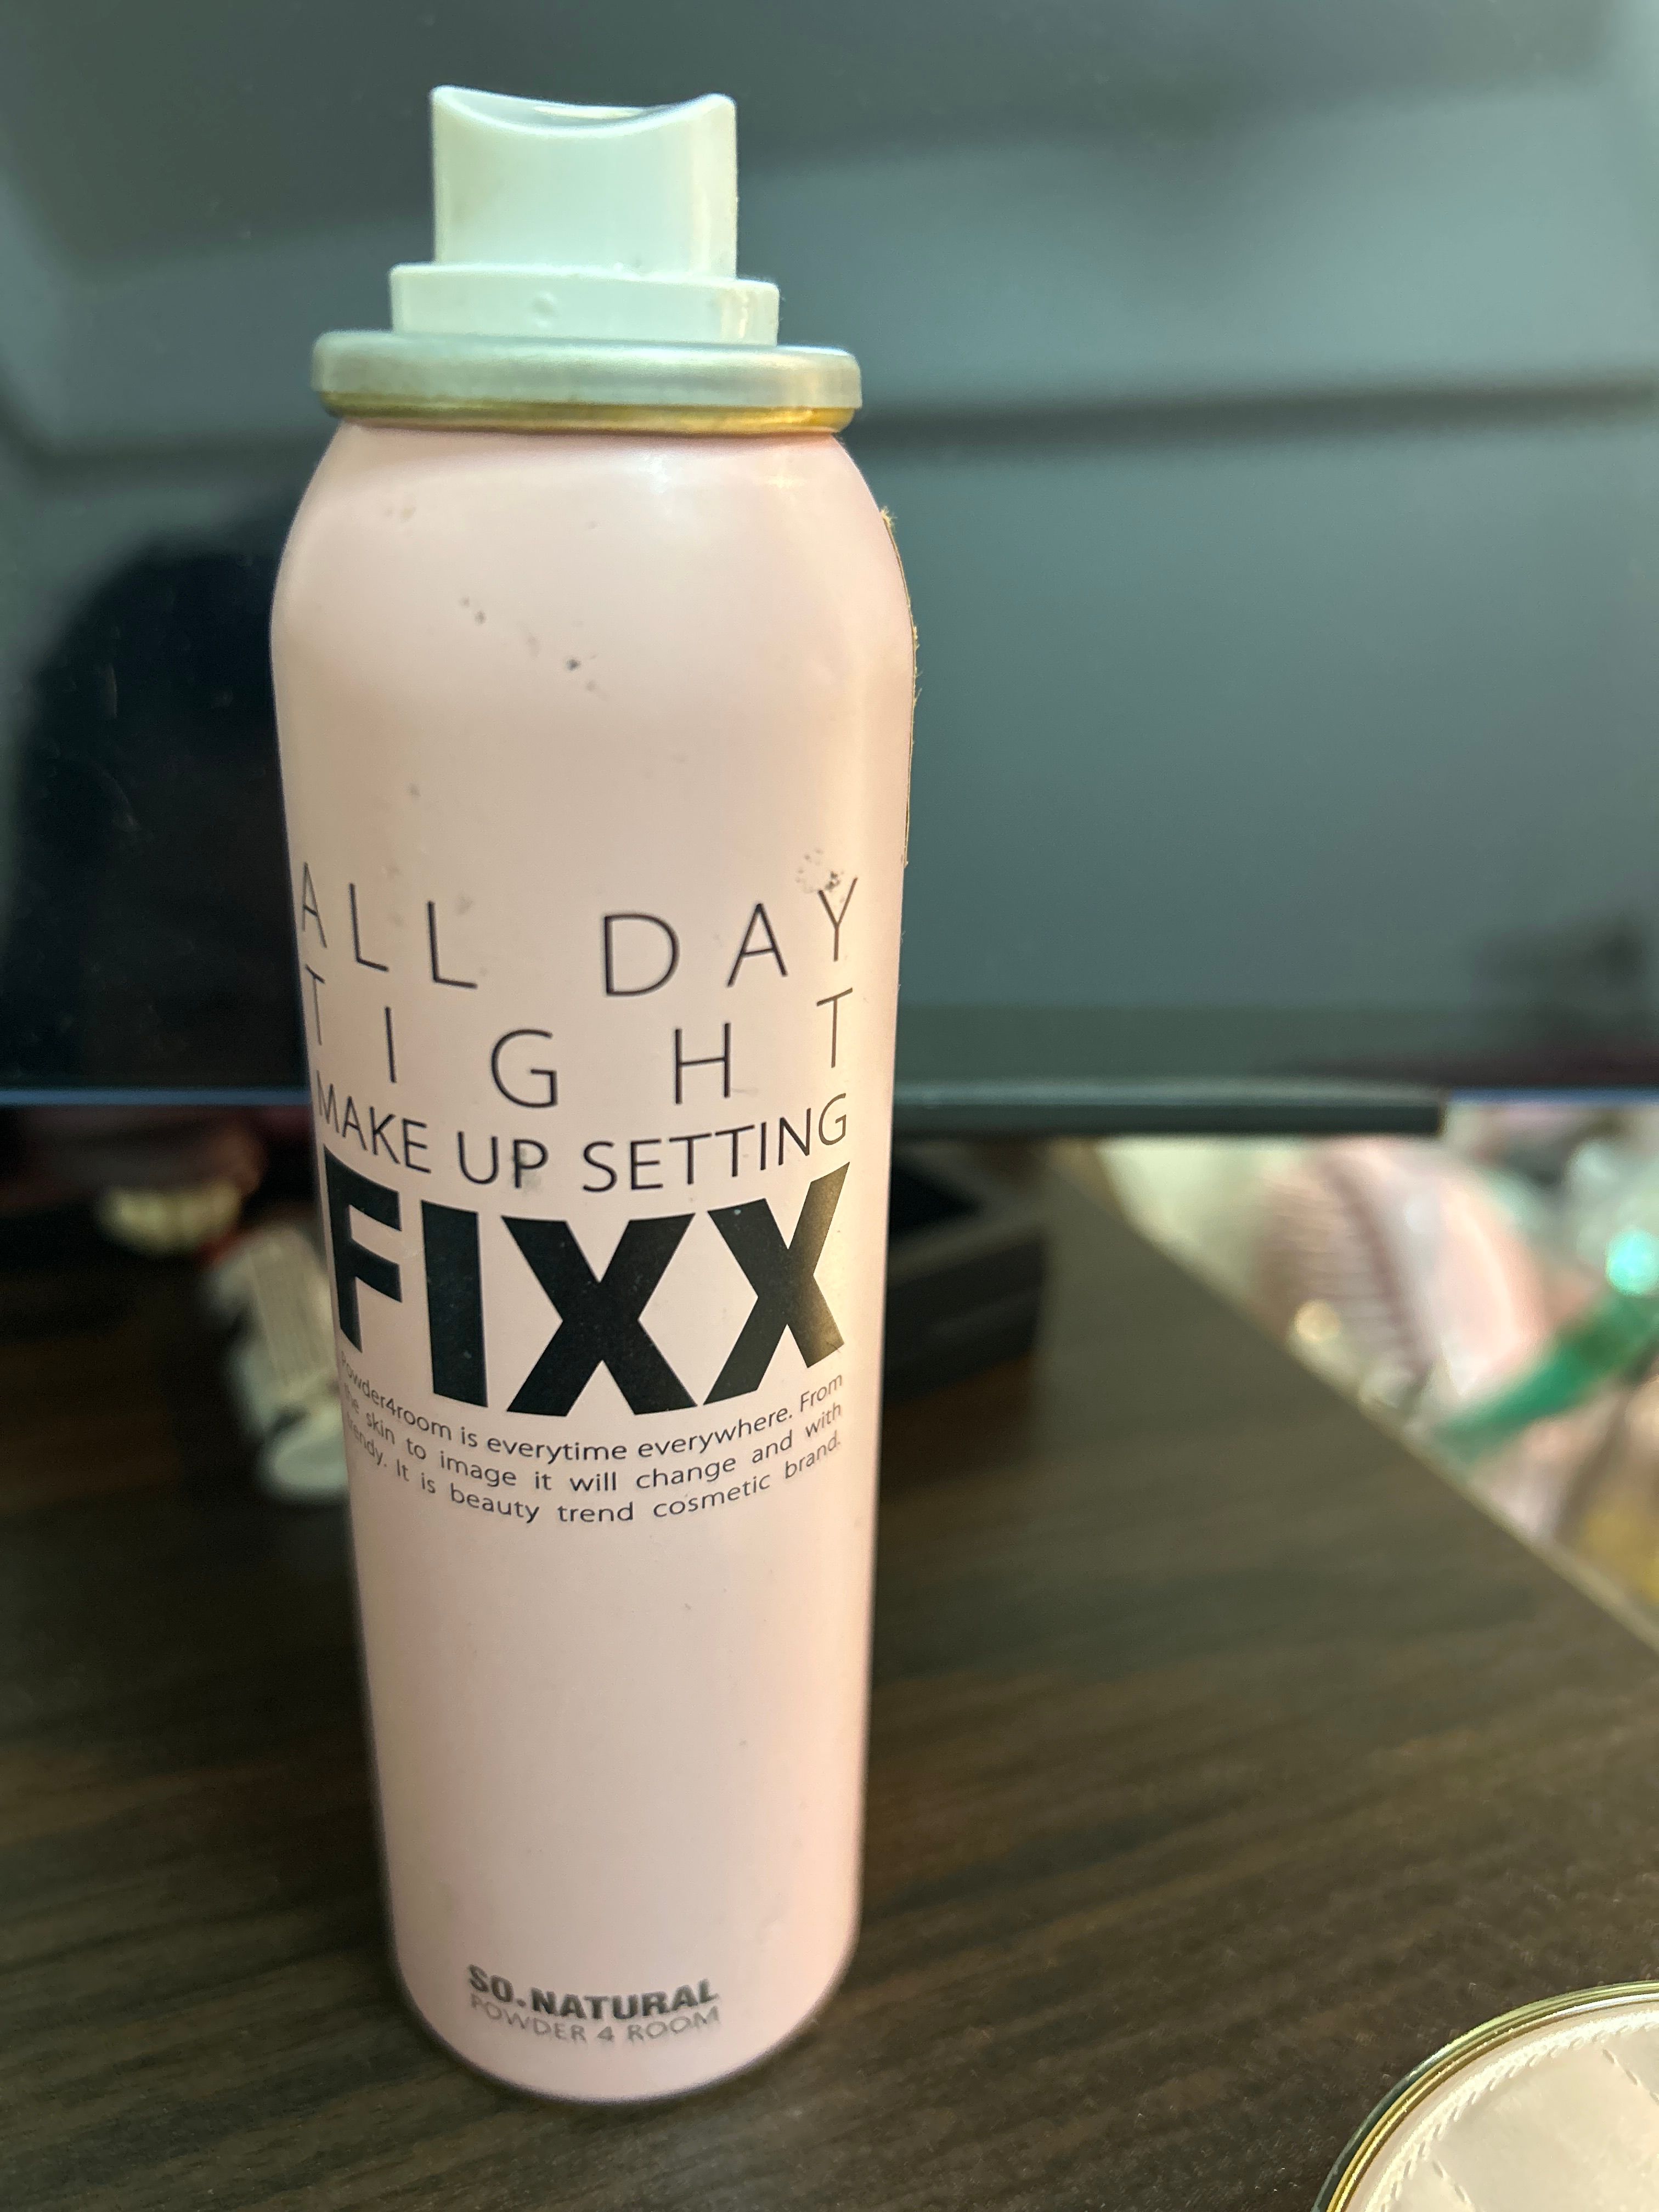 ALL DAY
TIGHT
MAKE UP SETTING
FIXX
Powder4room is everytime everywhere. From
the skin to image it will change and with
trendy. It is beauty trend cosmetic brand.
SO.NATURAL
POWDER 4 ROOM